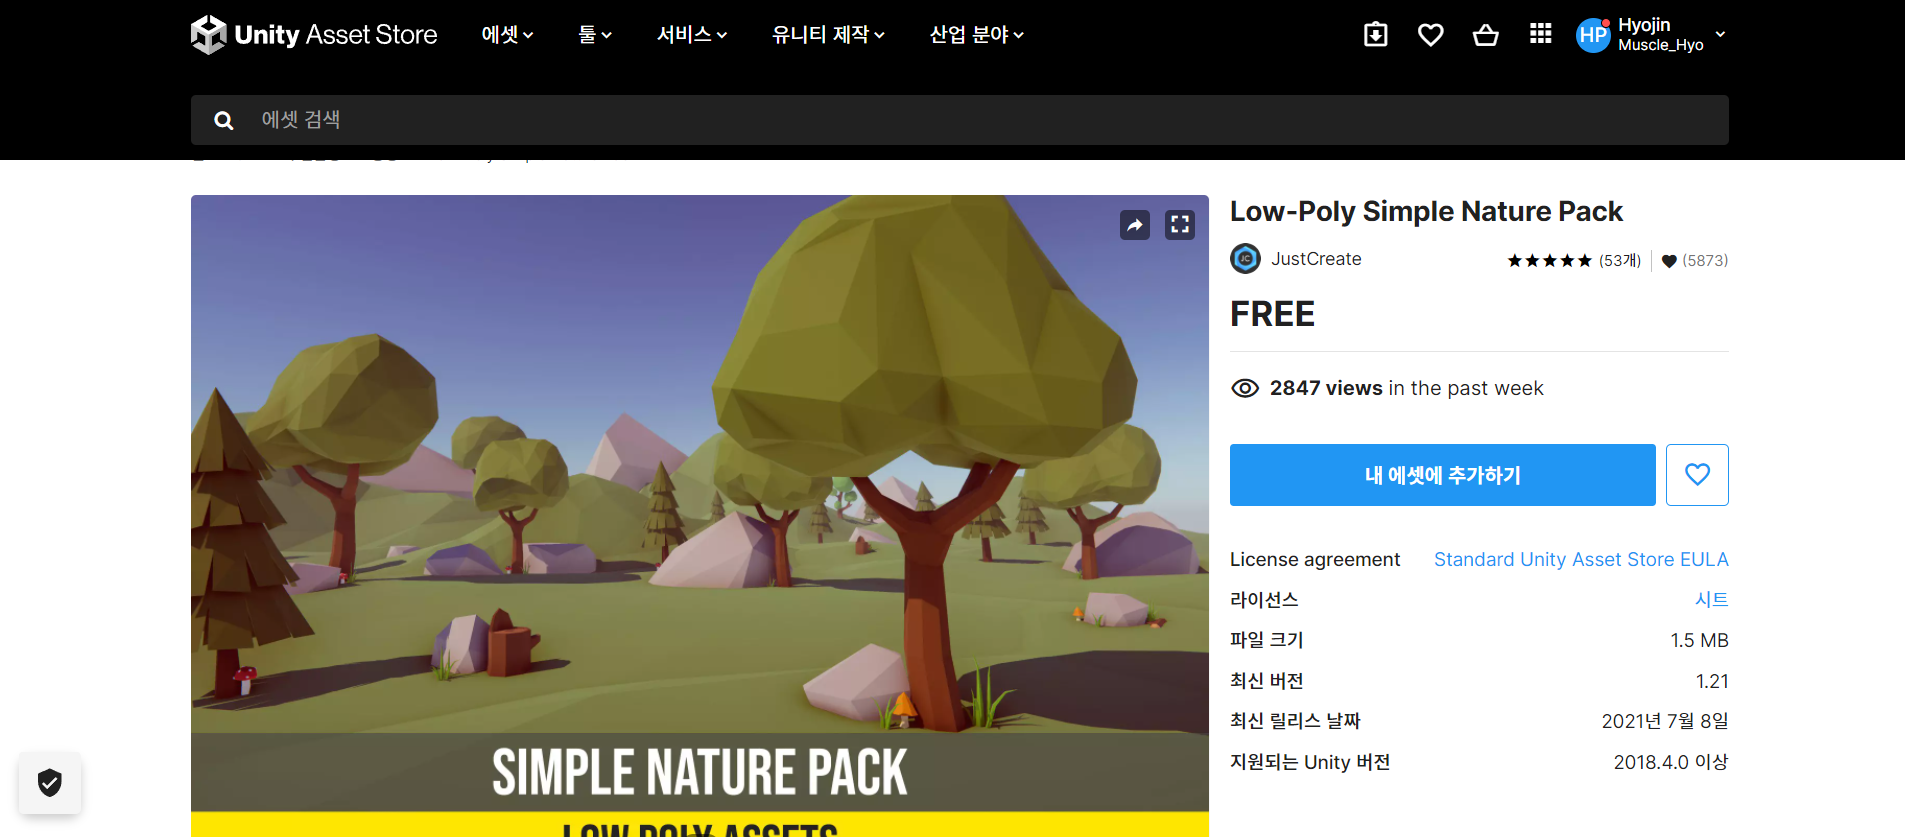 Unity Asset Store
에셋
툴
서비스
유니티 제작
산업 분야
HP
Hyojin
Muscle_Hyo
에셋 검색
Low-Poly Simple Nature Pack
JC
JustCreate
★★★★★ (53개)
(5873)
FREE
2847 views in the past week
내 에셋에 추가하기
License agreement Standard Unity Asset Store EULA
라이선스 시트
파일 크기 1.5 MB
최신 버전 1.21
최신 릴리스 날짜 2021년 7월 8일
지원되는 Unity 버전 2018.4.0 이상
SIMPLE NATURE PACK
LOW POLY ASSETS